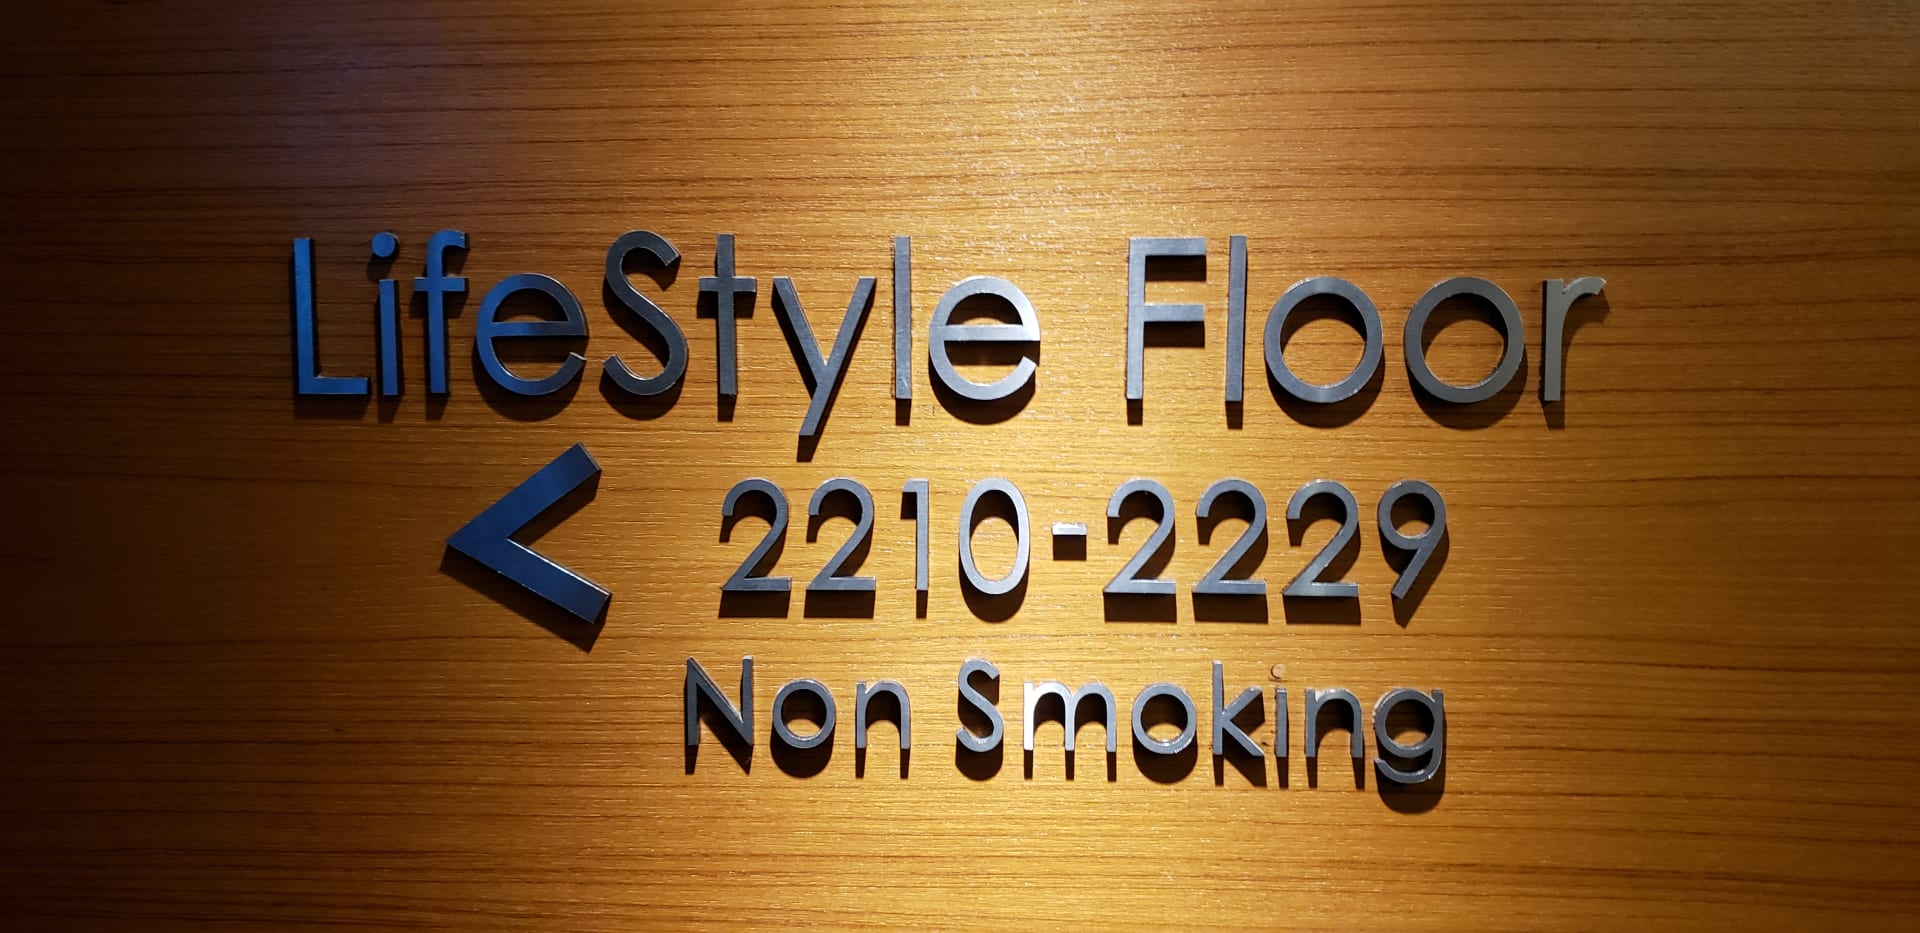 LifeStyle Floor
< 2210-2229
Non Smoking